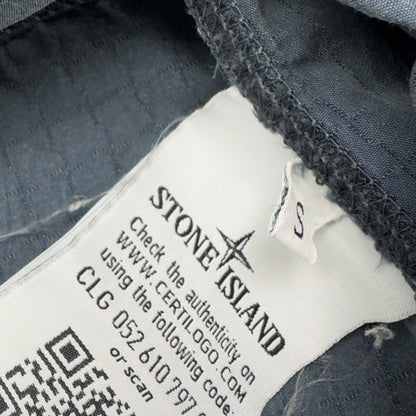 S
STONE ISLAND
Check the authenticity on
WWW.CERTILOGO.COM
using the following code
CLG 052 610 797
or scan